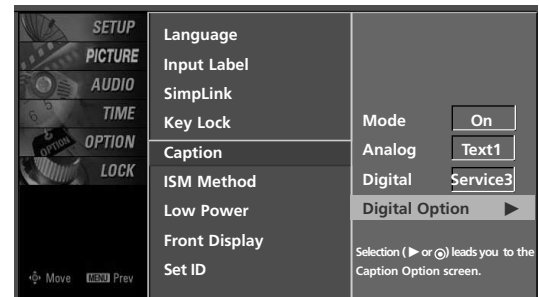 SETUP
PICTURE
AUDIO
TIME
OPTION
LOCK
Move MENU Prev
Language
Input Label
SimpLink
Key Lock
Caption
ISM Method
Low Power
Front Display
Set ID
Mode On
Analog Text1
Digital Service3
Digital Option ▶
Selection ( ▶ or ◉) leads you to the
Caption Option screen.